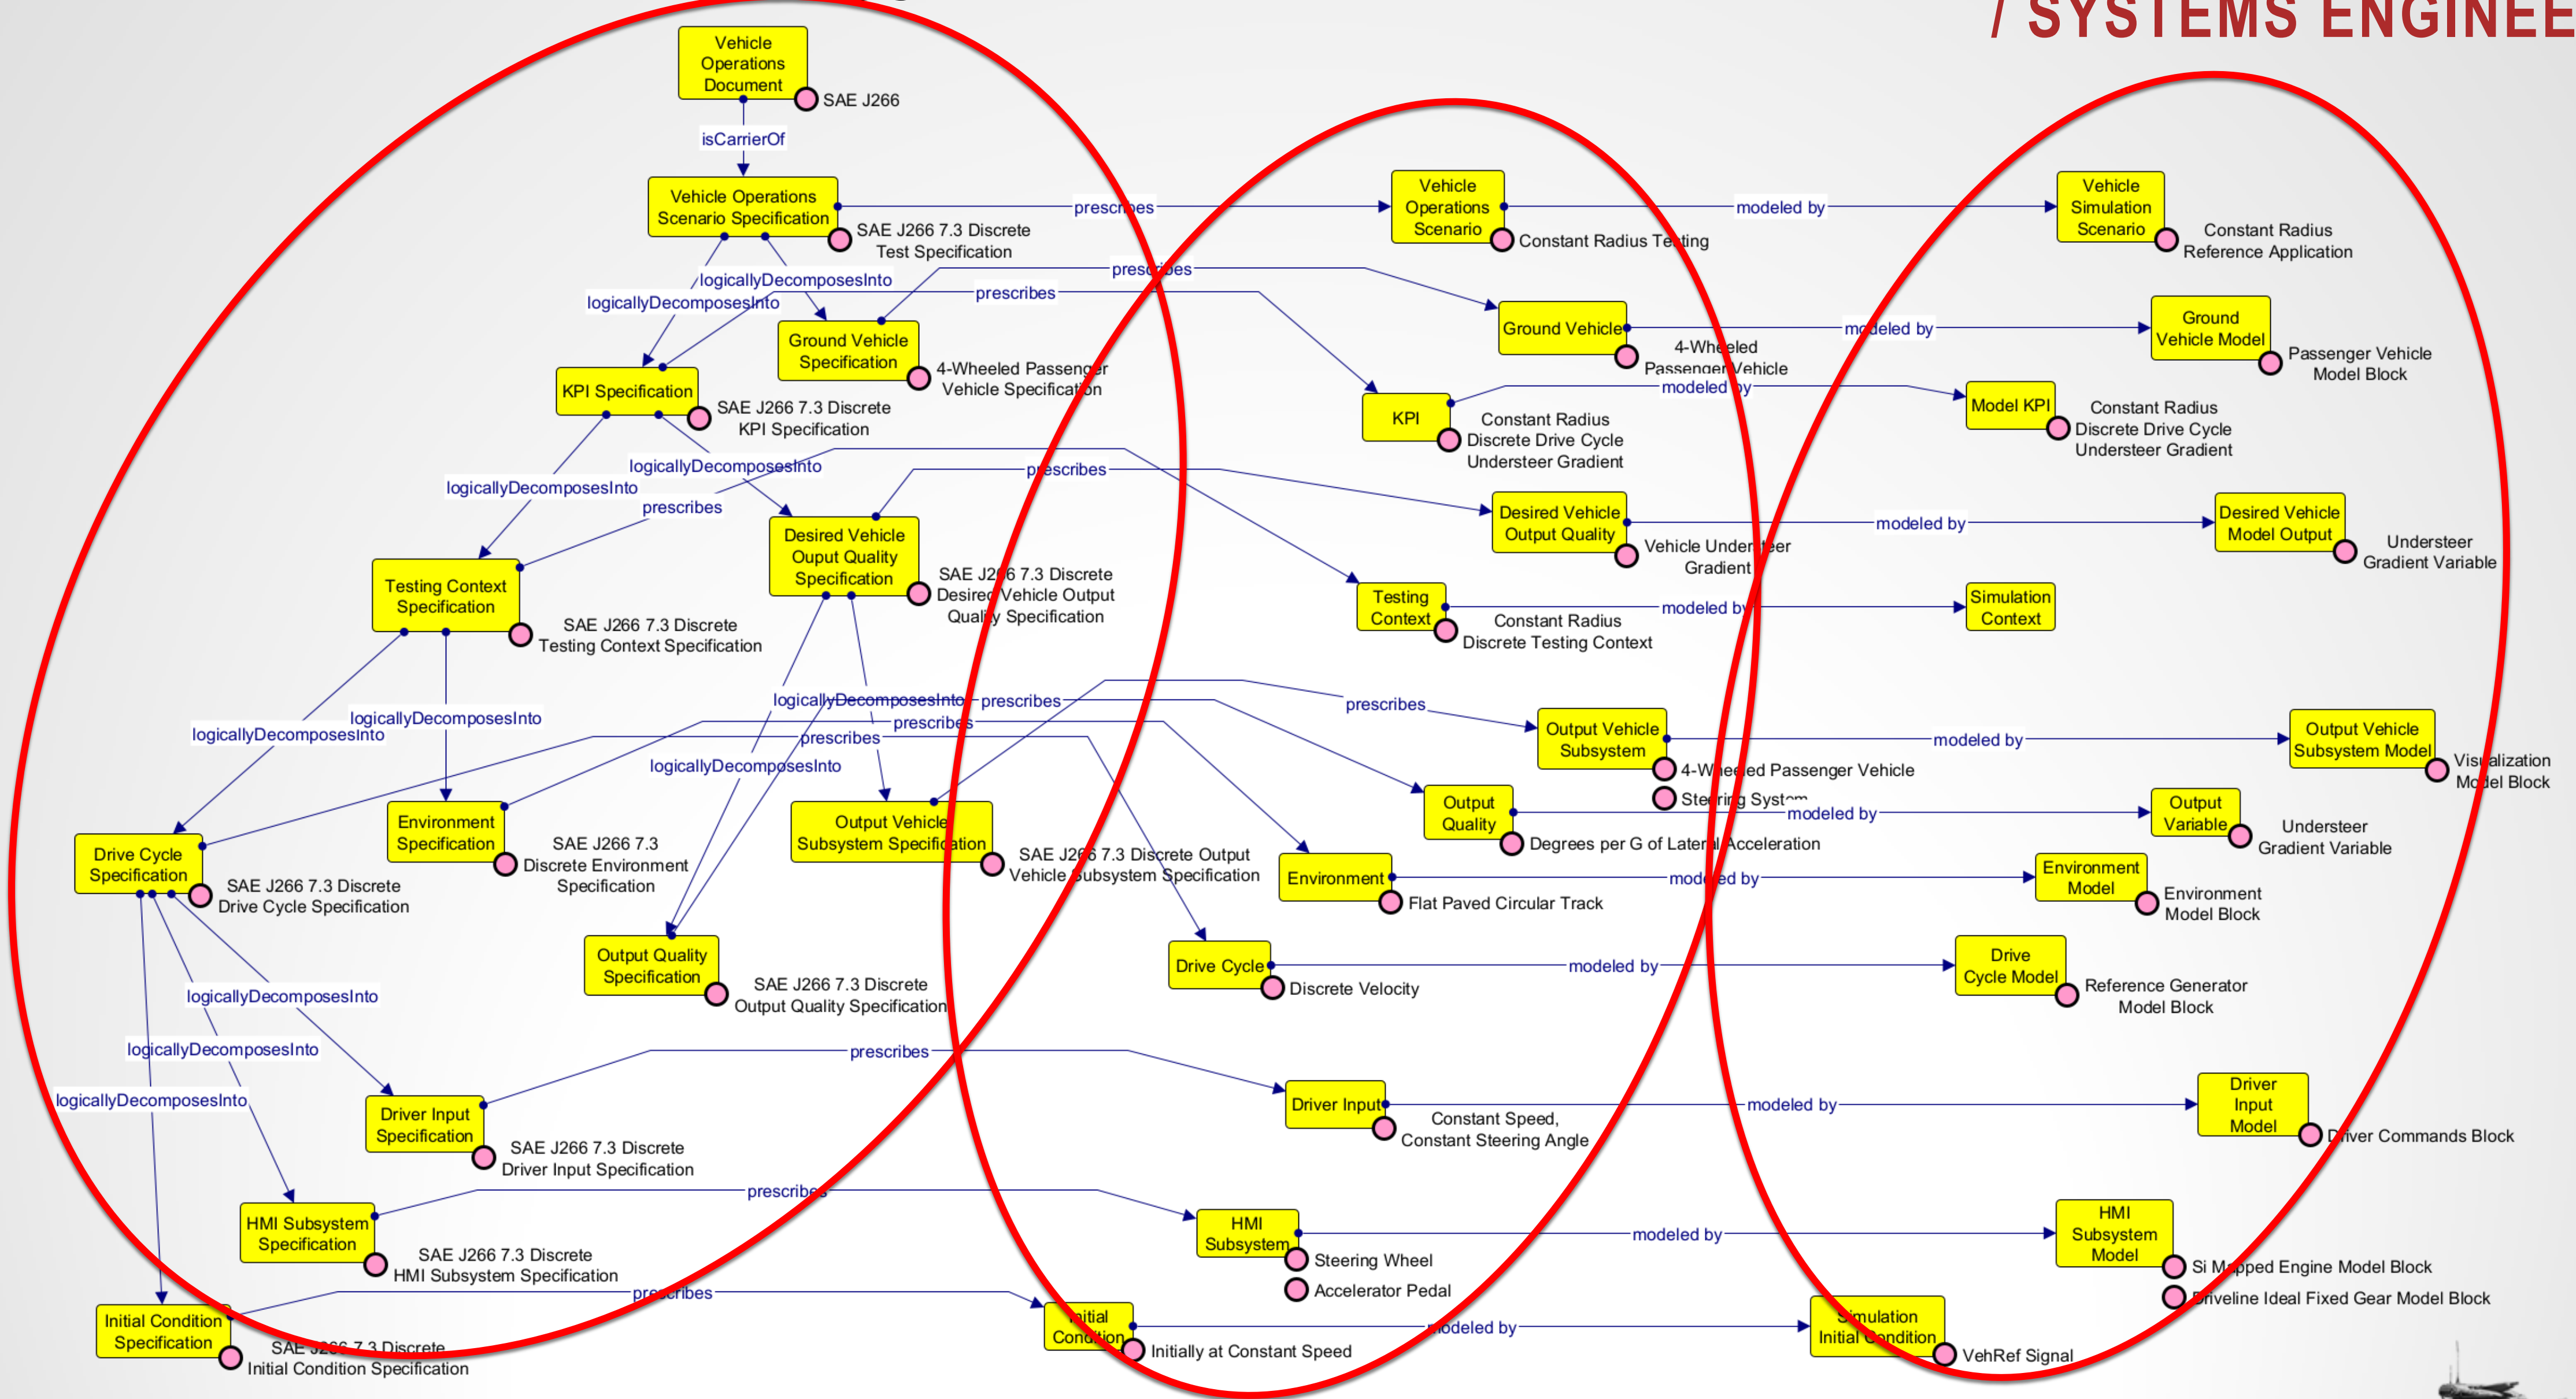 / SYSTEMS ENGINEE
Vehicle
Operations
Document
SAE J266
isCarrierOf
Vehicle Operations
Scenario Specification
SAE J266 7.3 Discrete
Test Specification
prescribes
Vehicle
Operations
Scenario
Constant Radius Testing
modeled by
Vehicle
Simulation
Scenario
Constant Radius
Reference Application
logicallyDecomposesInto
logicallyDecomposesInto
prescribes
prescribes
Ground Vehicle
Specification
4-Wheeled Passenger
Vehicle Specification
Ground Vehicle
4-Wheeled
Passenger Vehicle
modeled by
Ground
Vehicle Model
Passenger Vehicle
Model Block
KPI Specification
SAE J266 7.3 Discrete
KPI Specification
KPI
Constant Radius
Discrete Drive Cycle
Understeer Gradient
modeled by
Model KPI
Constant Radius
Discrete Drive Cycle
Understeer Gradient
logicallyDecomposesInto
logicallyDecomposesInto
prescribes
prescribes
Desired Vehicle
Ouput Quality
Specification
SAE J266 7.3 Discrete
Desired Vehicle Output
Quality Specification
Desired Vehicle
Output Quality
Vehicle Understeer
Gradient
modeled by
Desired Vehicle
Model Output
Understeer
Gradient Variable
Testing Context
Specification
SAE J266 7.3 Discrete
Testing Context Specification
Testing
Context
Constant Radius
Discrete Testing Context
modeled by
Simulation
Context
logicallyDecomposesInto
logicallyDecomposesInto
logicallyDecomposesInto
logicallyDecomposesInto
prescribes
prescribes
prescribes
prescribes
Output Vehicle
Subsystem
4-Wheeled Passenger Vehicle
Steering System
modeled by
Output Vehicle
Subsystem Model
Visualization
Model Block
Output
Quality
Degrees per G of Lateral Acceleration
modeled by
Output
Variable
Understeer
Gradient Variable
Drive Cycle
Specification
SAE J266 7.3 Discrete
Drive Cycle Specification
Environment
Specification
SAE J266 7.3
Discrete Environment
Specification
Output Vehicle
Subsystem Specification
SAE J266 7.3 Discrete Output
Vehicle Subsystem Specification
Environment
Flat Paved Circular Track
modeled by
Environment
Model
Environment
Model Block
Output Quality
Specification
SAE J266 7.3 Discrete
Output Quality Specification
Drive Cycle
Discrete Velocity
modeled by
Drive
Cycle Model
Reference Generator
Model Block
logicallyDecomposesInto
logicallyDecomposesInto
logicallyDecomposesInto
Driver Input
Specification
SAE J266 7.3 Discrete
Driver Input Specification
prescribes
Driver Input
Constant Speed,
Constant Steering Angle
modeled by
Driver
Input
Model
Driver Commands Block
HMI Subsystem
Specification
SAE J266 7.3 Discrete
HMI Subsystem Specification
prescribes
HMI
Subsystem
Steering Wheel
Accelerator Pedal
modeled by
HMI
Subsystem
Model
Si Mapped Engine Model Block
Driveline Ideal Fixed Gear Model Block
Initial Condition
Specification
SAE J266 7.3 Discrete
Initial Condition Specification
prescribes
Initial
Condition
Initially at Constant Speed
modeled by
Simulation
Initial Condition
VehRef Signal